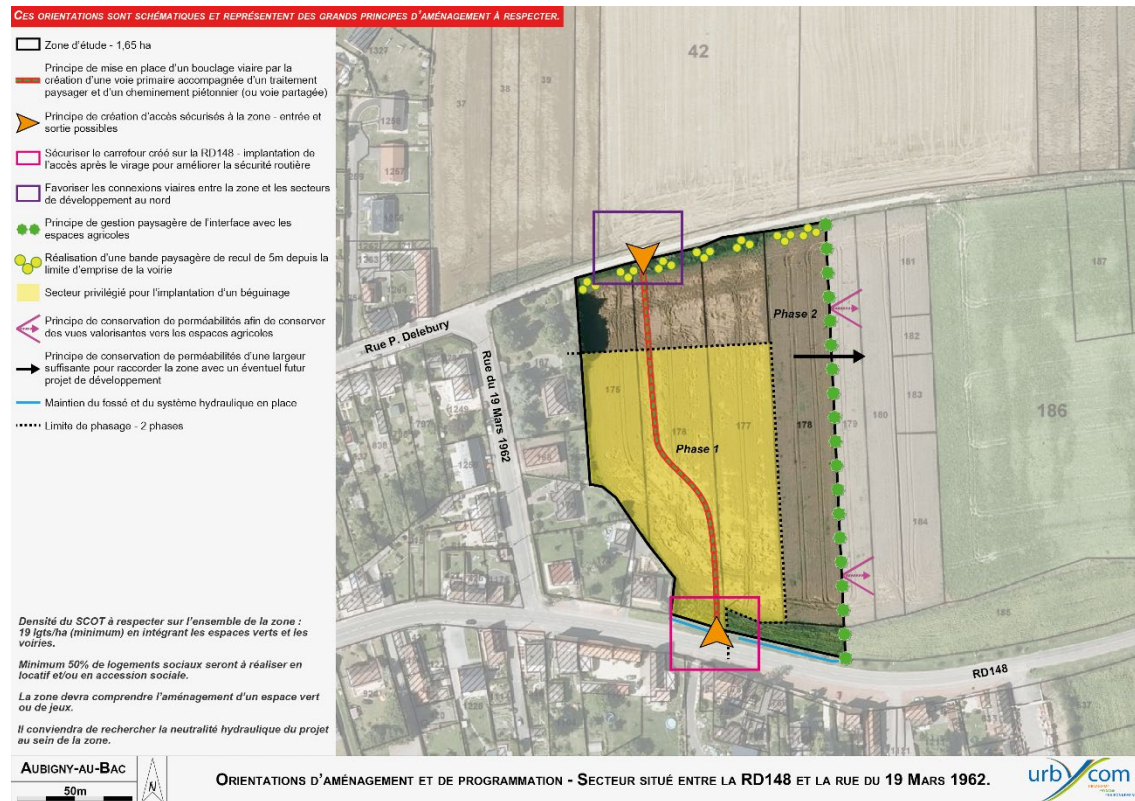 CES ORIENTATIONS SONT SCHÉMATIQUES ET REPRÉSENTENT DES GRANDS PRINCIPES D'AMÉNAGEMENT À RESPECTER.
Zone d'étude - 1,65 ha
Principe de mise en place d'un bouclage viaire par la
création d'une voie primaire accompagnée d'un traitement
paysager et d'un cheminement piétonnier (ou voie partagée)
Principe de création d'accès sécurisés à la zone - entrée et
sortie possibles
Sécuriser le carrefour créé sur la RD148 - implantation de
l'accès après le virage pour améliorer la sécurité routière
Favoriser les connexions viaires entre la zone et les secteurs
de développement au nord
Principe de gestion paysagère de l'interface avec les
espaces agricoles
Réalisation d'une bande paysagère de recul de 5m depuis la
limite d'emprise de la voirie
Secteur privilégié pour l'implantation d'un béguinage
Principe de conservation de perméabilités afin de conserver
des vues valorisantes vers les espaces agricoles
Principe de conservation de perméabilités d'une largeur
suffisante pour raccorder la zone avec un éventuel futur
projet de développement
Maintien du fossé et du système hydraulique en place
Limite de phasage - 2 phases
Densité du SCOT à respecter sur l'ensemble de la zone :
19 lgts/ha (minimum) en intégrant les espaces verts et les
voiries.
Minimum 50% de logements sociaux seront à réaliser en
locatif et/ou en accession sociale.
La zone devra comprendre l'aménagement d'un espace vert
ou de jeux.
Il conviendra de rechercher la neutralité hydraulique du projet
au sein de la zone.
1327
42
39
38
37
1258
1257
259
181
187
182
183
180
179
186
184
185
167
175
176
177
178
Phase 2
Phase 1
Rue P. Delebury
Rue du 19 Mars 1962
1249
797
838
1228
RD148
AUBIGNY-AU-BAC
50m
N
ORIENTATIONS D'AMÉNAGEMENT ET DE PROGRAMMATION - SECTEUR SITUÉ ENTRE LA RD148 ET LA RUE DU 19 MARS 1962.
urbycom